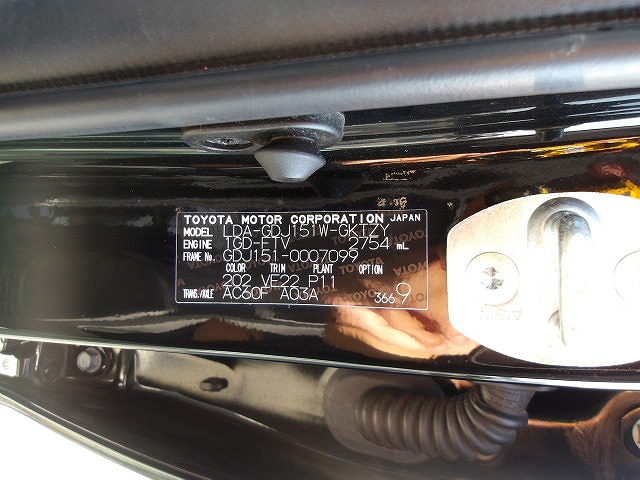 TOYOTA MOTOR CORPORATION JAPAN
MODEL LDA-GDJ151W-GKTZY
ENGINE 1GD-FTV 2754 mL
FRAME No. GDJ151-0007099
COLOR TRIM PLANT OPTION
202 VE22 P11
TRANS./AXLE AC60F A03A 366 9
AISIN